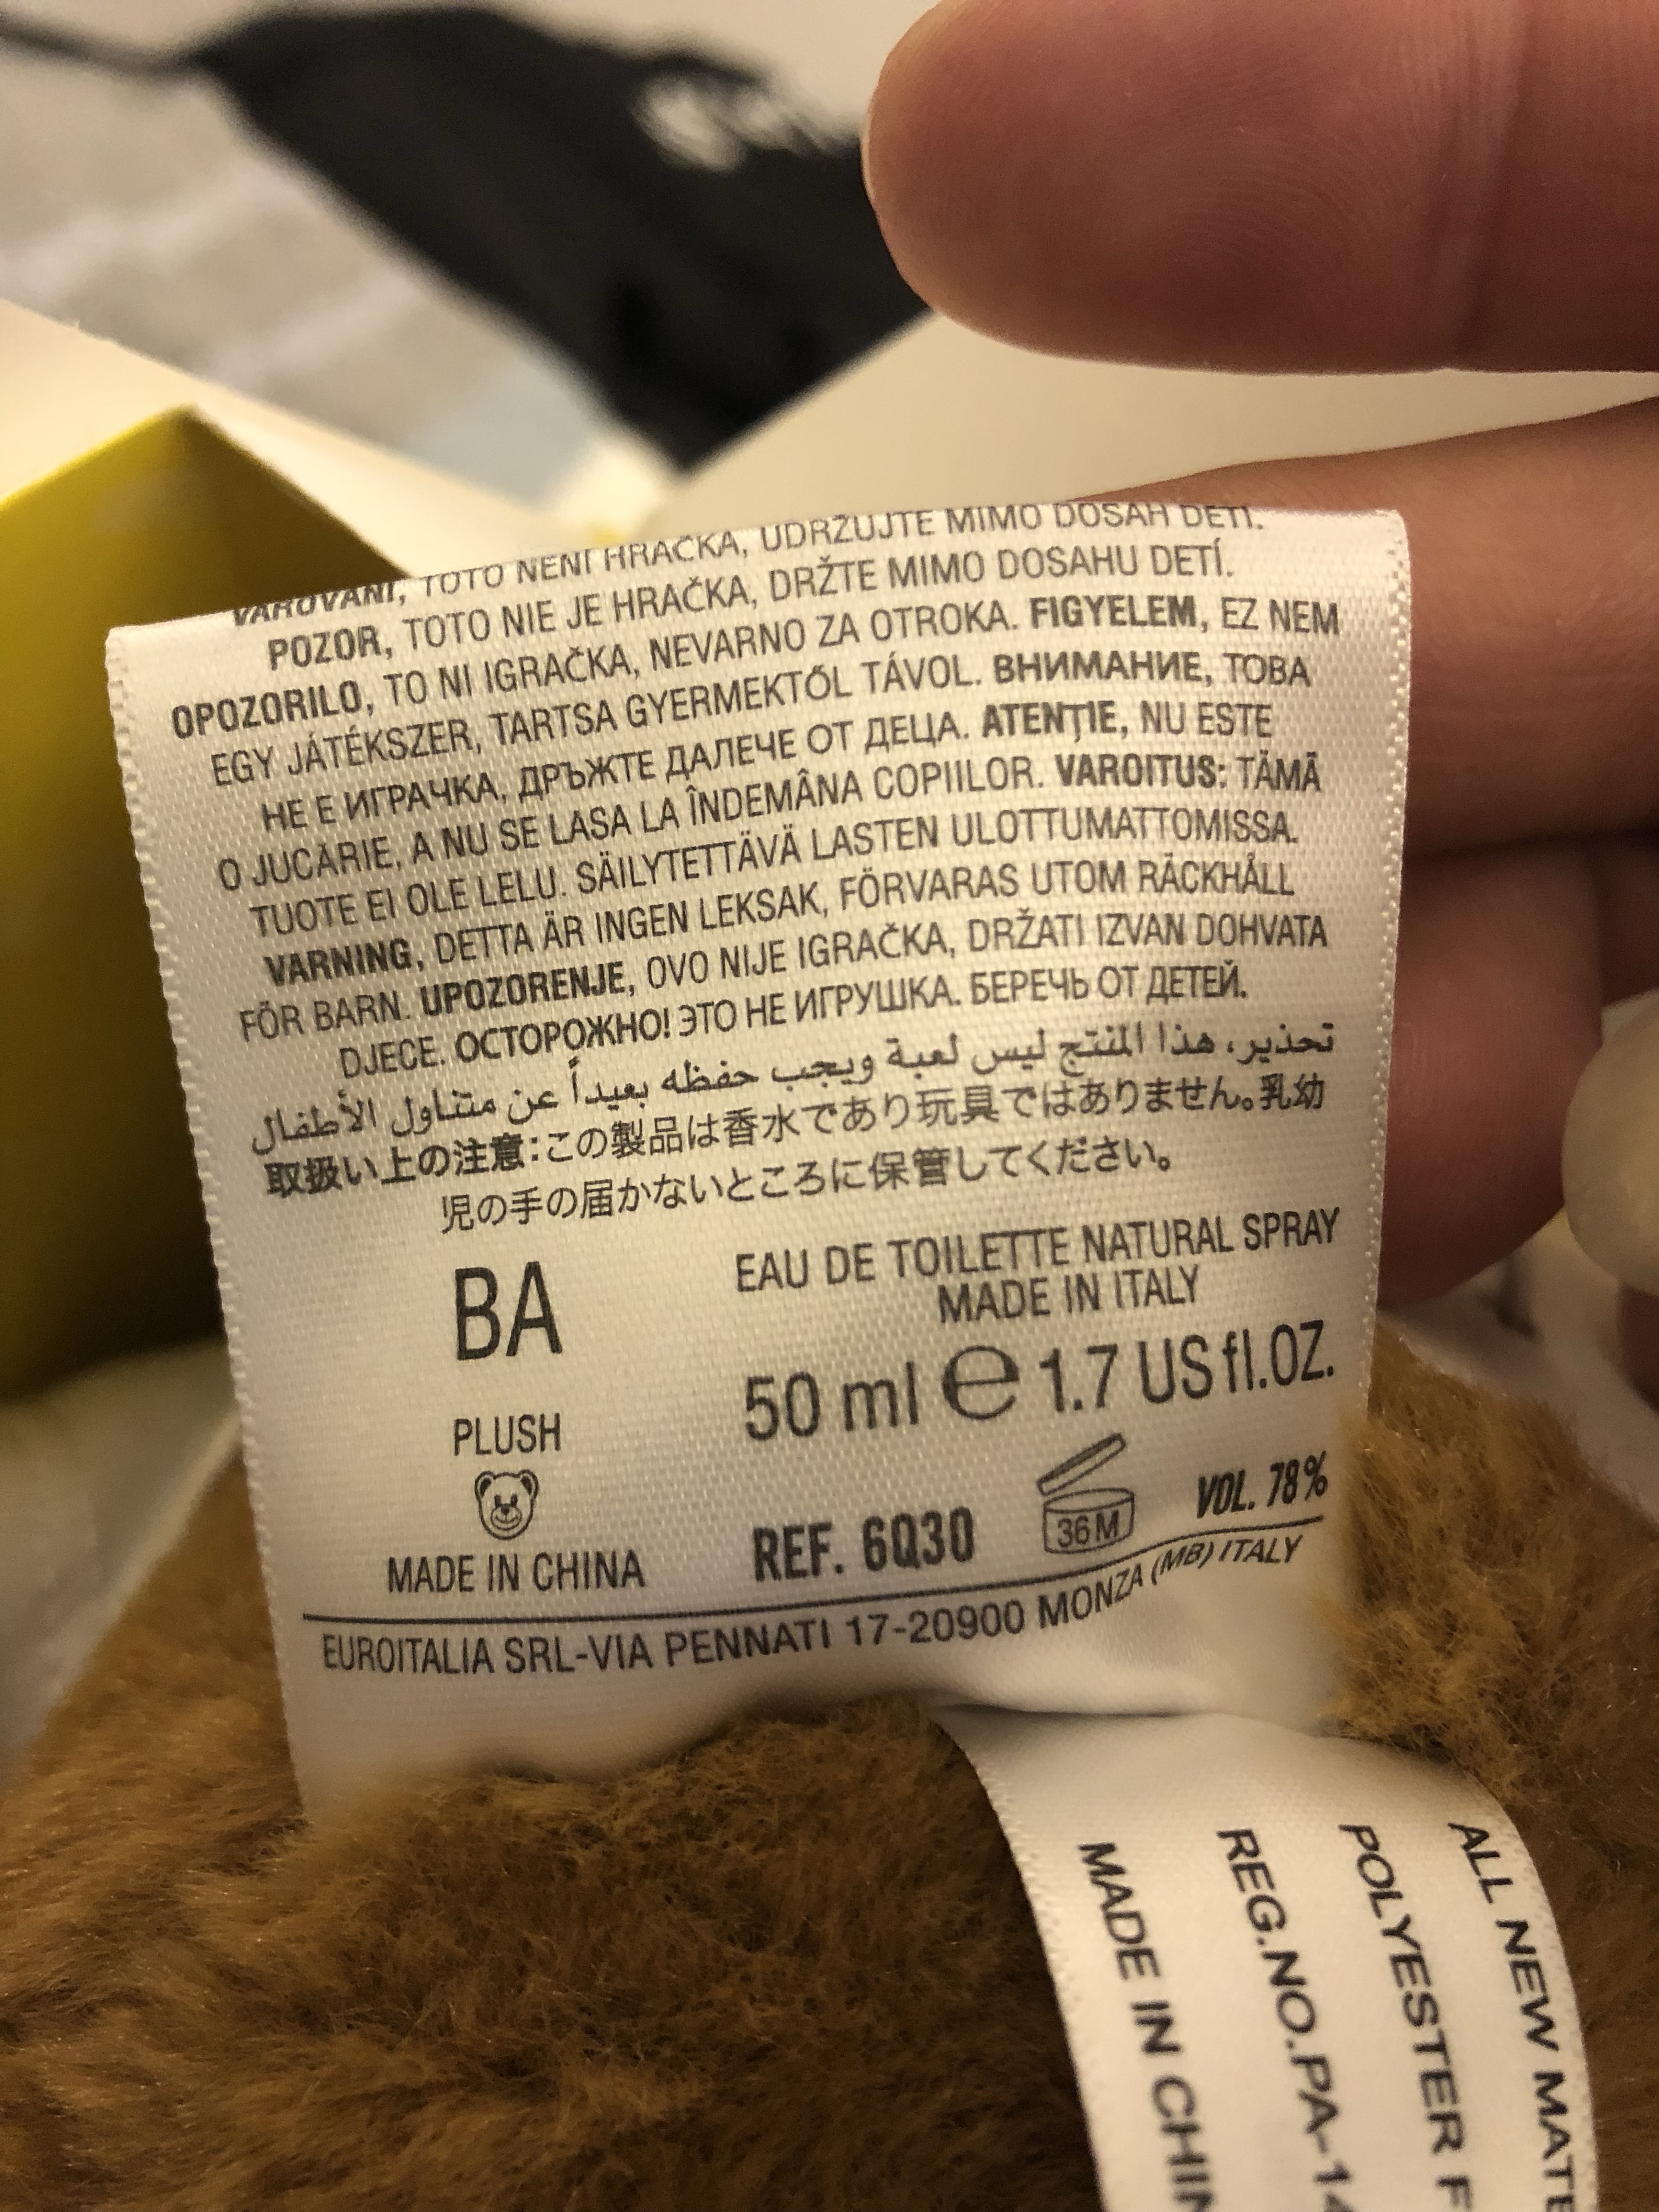 VAROVÁNÍ, TOTO NENÍ HRAČKA, UDRŽUJTE MIMO DOSAH DETÍ.
POZOR, TOTO NIE JE HRAČKA, DRŽTE MIMO DOSAHU DETÍ.
OPOZORILO, TO NI IGRAČKA, NEVARNO ZA OTROKA. FIGYELEM, EZ NEM
EGY JÁTÉKSZER, TARTSA GYERMEKTŐL TÁVOL. ВНИМАНИЕ, ТОВА
НЕ Е ИГРАЧКА, ДРЪЖТЕ ДАЛЕЧЕ ОТ ДЕЦА. ATENŢIE, NU ESTE
O JUCĂRIE, A NU SE LASA LA ÎNDEMÂNA COPIILOR. VAROITUS: TÄMÄ
TUOTE EI OLE LELU. SÄILYTETTÄVÄ LASTEN ULOTTUMATTOMISSA.
VARNING, DETTA ÄR INGEN LEKSAK, FÖRVARAS UTOM RÄCKHÅLL
FÖR BARN. UPOZORENJE, OVO NIJE IGRAČKA, DRŽATI IZVAN DOHVATA
DJECE. ОСТОРОЖНО! ЭТО НЕ ИГРУШКА. БЕРЕЧЬ ОТ ДЕТЕЙ.
تحذير، هذا المنتج ليس لعبة ويجب حفظه بعيداً عن متناول الأطفال
取扱い上の注意:この製品は香水であり玩具ではありません。乳幼
児の手の届かないところに保管してください。
BA
PLUSH
MADE IN CHINA
EAU DE TOILETTE NATURAL SPRAY
MADE IN ITALY
50 ml ℮ 1.7 US fl.OZ.
REF. 6Q30 36M VOL. 78%
EUROITALIA SRL-VIA PENNATI 17-20900 MONZA (MB) ITALY
ALL NEW
POLYESTER
REG.NO.PA-14
MADE IN